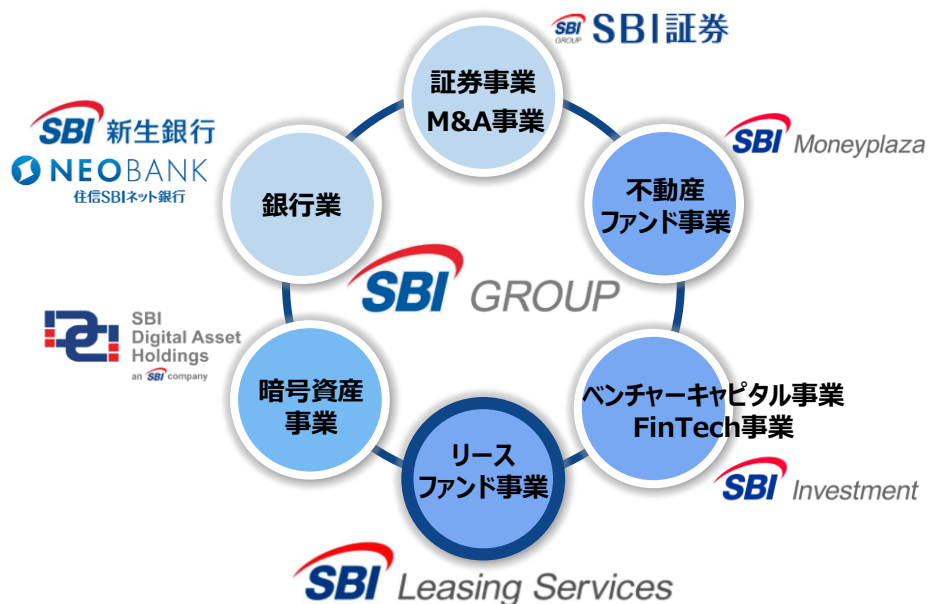 SBI GROUP SBI証券
証券事業
M&A事業
SBI 新生銀行
NEOBANK
住信SBIネット銀行
銀行業
SBI Moneyplaza
不動産
ファンド事業
SBI GROUP
SBI
Digital Asset
Holdings
an SBI company
暗号資産
事業
ベンチャーキャピタル事業
FinTech事業
SBI Investment
リース
ファンド事業
SBI Leasing Services